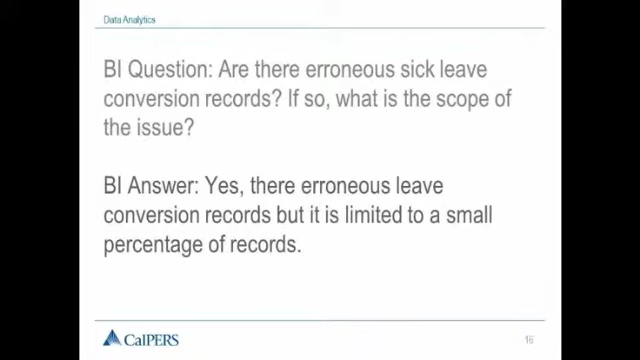 Data Analytics
BI Question: Are there erroneous sick leave
conversion records? If so, what is the scope of
the issue?
BI Answer: Yes, there erroneous leave
conversion records but it is limited to a small
percentage of records.
CalPERS
16